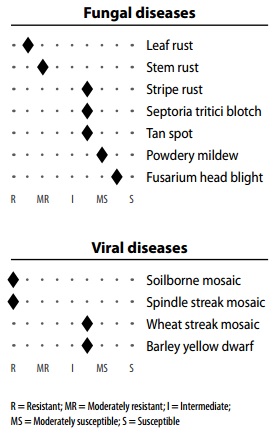 Fungal diseases
Leaf rust
Stem rust
Stripe rust
Septoria tritici blotch
Tan spot
Powdery mildew
Fusarium head blight
R MR I MS S
Viral diseases
Soilborne mosaic
Spindle streak mosaic
Wheat streak mosaic
Barley yellow dwarf
R MR I MS S
R = Resistant; MR = Moderately resistant; I = Intermediate;
MS = Moderately susceptible; S = Susceptible